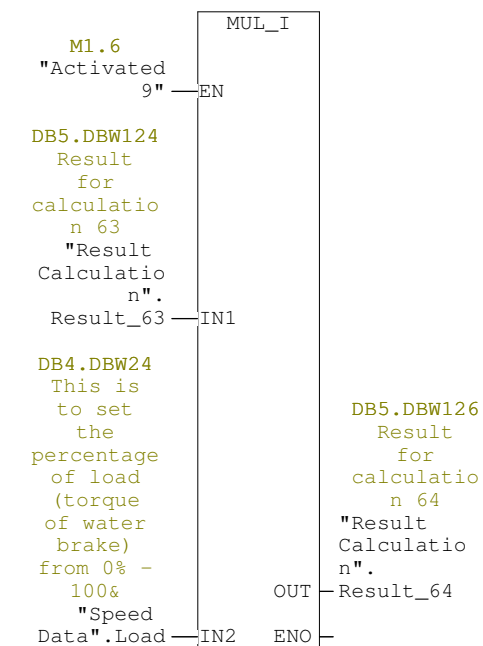 MUL_I
M1.6
"Activated
9"
EN
DB5.DBW124
Result
for
calculatio
n 63
"Result
Calculatio
n".
Result_63
IN1
DB4.DBW24
This is
to set
the
percentage
of load
(torque
of water
brake)
from 0% -
100&
"Speed
Data".Load
IN2
DB5.DBW126
Result
for
calculatio
n 64
"Result
Calculatio
n".
Result_64
OUT
ENO